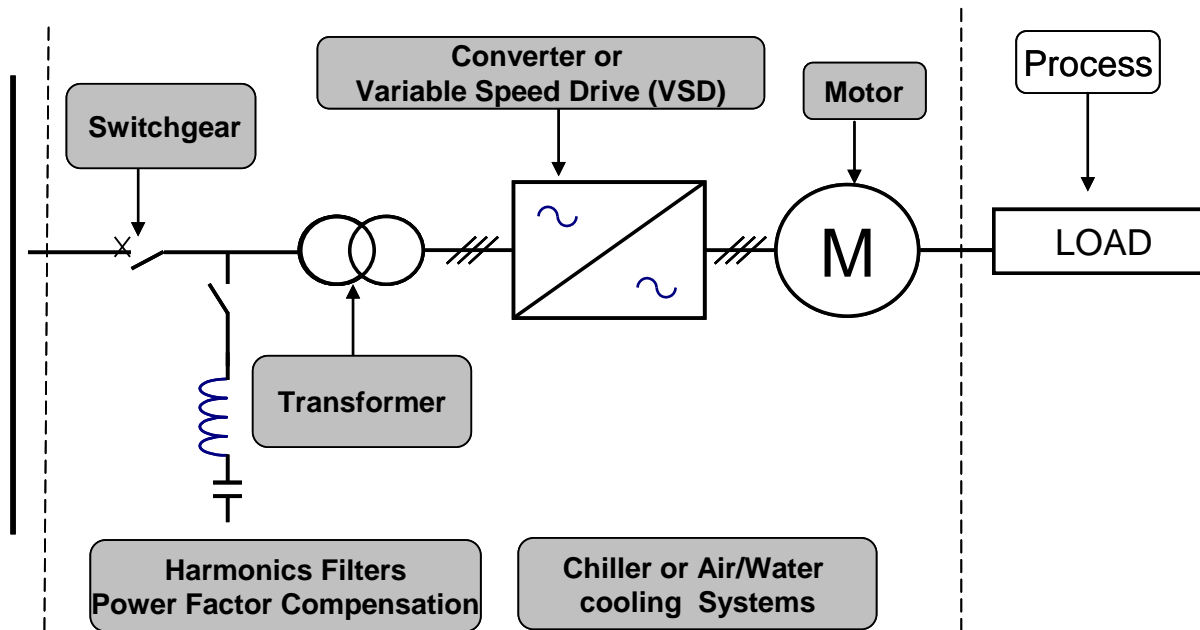 Converter or
Variable Speed Drive (VSD)
Process
Motor
Switchgear
M
LOAD
Transformer
Harmonics Filters
Power Factor Compensation
Chiller or Air/Water
cooling Systems